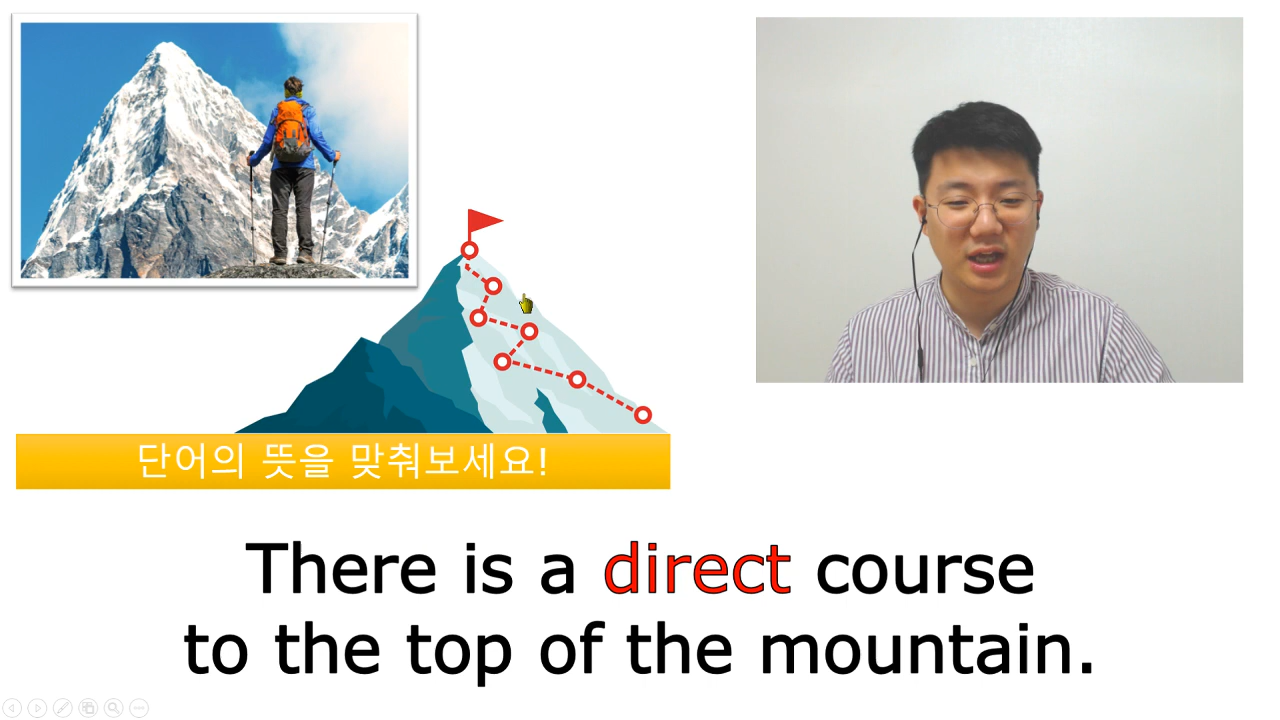 단어의 뜻을 맞춰보세요!
There is a direct course
to the top of the mountain.